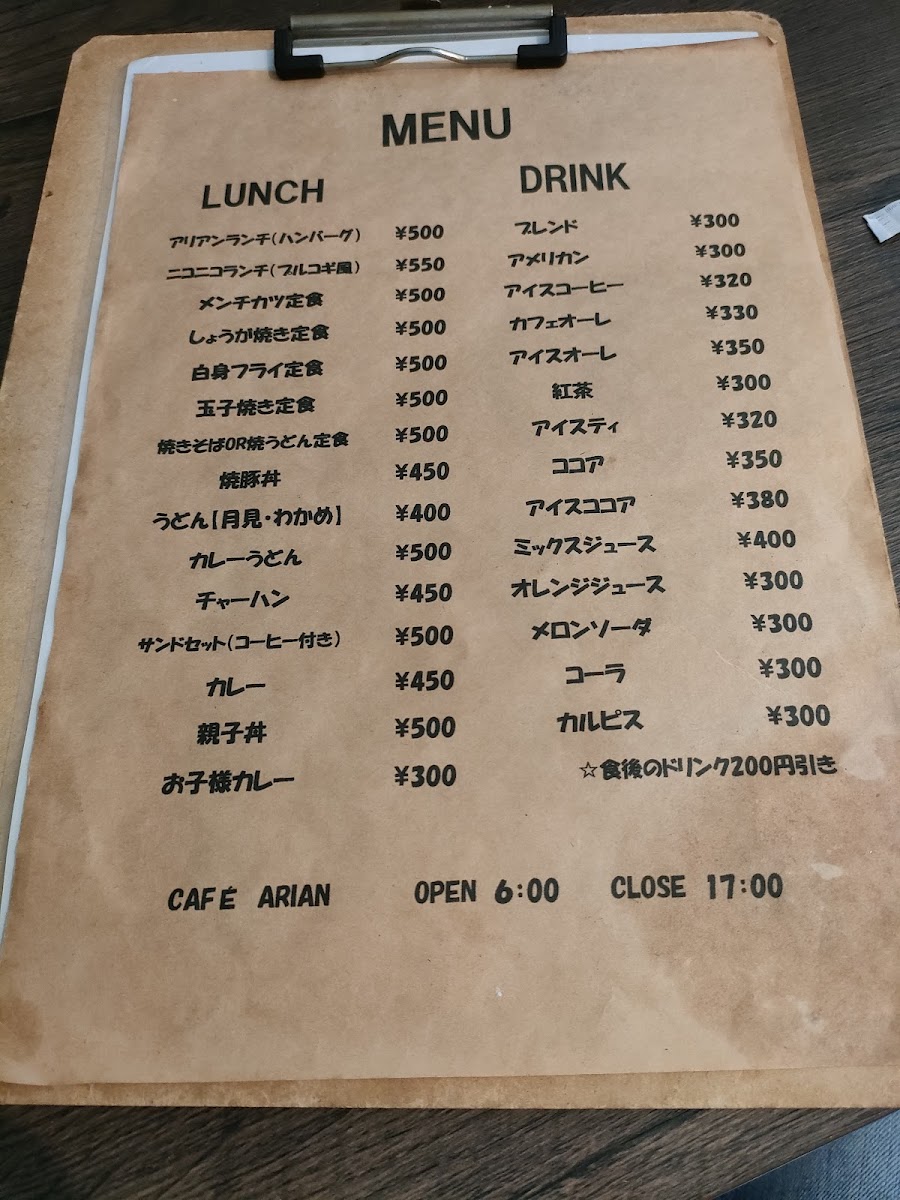 MENU
LUNCH
アリアンランチ(ハンバーグ) ¥500
ニコニコランチ(プルコギ風) ¥550
メンチカツ定食 ¥500
しょうが焼き定食 ¥500
白身フライ定食 ¥500
玉子焼き定食 ¥500
焼きそばOR焼うどん定食 ¥500
焼豚丼 ¥450
うどん【月見・わかめ】 ¥400
カレーうどん ¥500
チャーハン ¥450
サンドセット(コーヒー付き) ¥500
カレー ¥450
親子丼 ¥500
お子様カレー ¥300
DRINK
ブレンド ¥300
アメリカン ¥300
アイスコーヒー ¥320
カフェオーレ ¥330
アイスオーレ ¥350
紅茶 ¥300
アイスティ ¥320
ココア ¥350
アイスココア ¥380
ミックスジュース ¥400
オレンジジュース ¥300
メロンソーダ ¥300
コーラ ¥300
カルピス ¥300
☆食後のドリンク200円引き
CAFÉ ARIAN OPEN 6:00 CLOSE 17:00